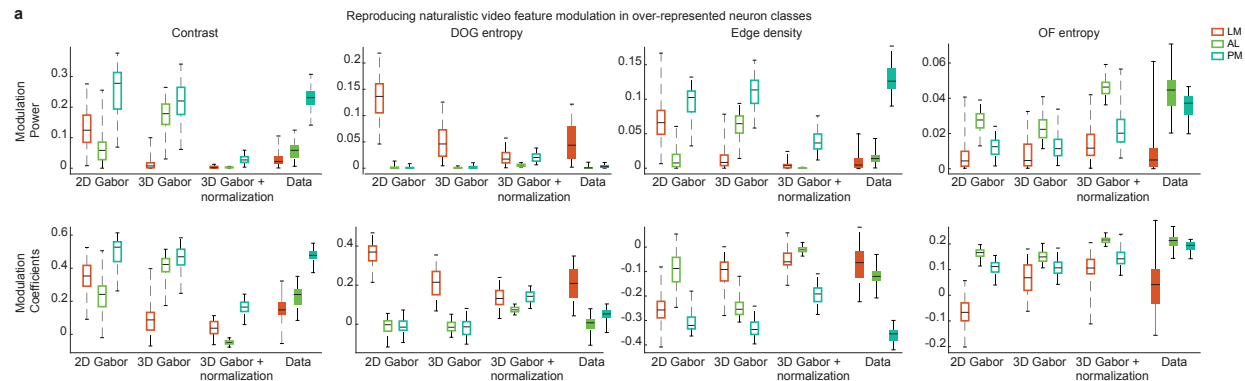 a
Reproducing naturalistic video feature modulation in over-represented neuron classes
Contrast
DOG entropy
Edge density
OF entropy
LM
AL
PM
Modulation
Power
0.3
0.2
0.1
0
2D Gabor 3D Gabor 3D Gabor + Data
normalization
0.2
0.15
0.1
0.05
0
2D Gabor 3D Gabor 3D Gabor + Data
normalization
0.15
0.1
0.05
0
2D Gabor 3D Gabor 3D Gabor + Data
normalization
0.06
0.04
0.02
0
2D Gabor 3D Gabor 3D Gabor + Data
normalization
Modulation
Coefficients
0.6
0.4
0.2
0
2D Gabor 3D Gabor 3D Gabor + Data
normalization
0.4
0.2
0
2D Gabor 3D Gabor 3D Gabor + Data
normalization
0
-0.1
-0.2
-0.3
-0.4
2D Gabor 3D Gabor 3D Gabor + Data
normalization
0.2
0.1
0
-0.1
-0.2
2D Gabor 3D Gabor 3D Gabor + Data
normalization